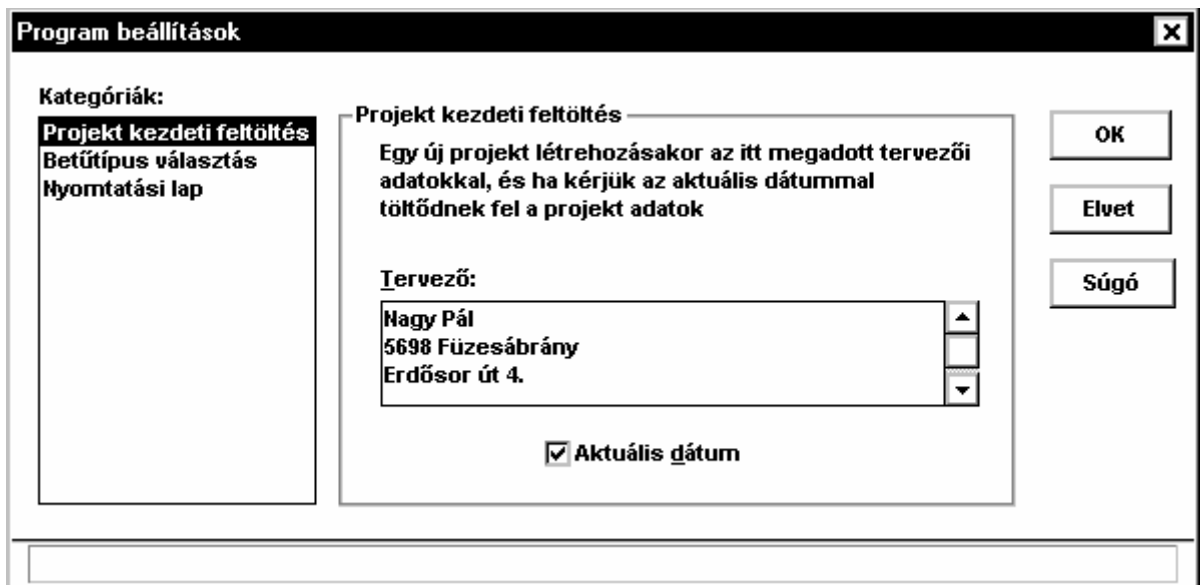 Program beállítások
Kategóriák:
Projekt kezdeti feltöltés
Betűtípus választás
Nyomtatási lap
Projekt kezdeti feltöltés
Egy új projekt létrehozásakor az itt megadott tervezői
adatokkal, és ha kérjük az aktuális dátummal
töltődnek fel a projekt adatok
Tervező:
Nagy Pál
5698 Füzesábrány
Erdősor út 4.
Aktuális dátum
OK
Elvet
Súgó